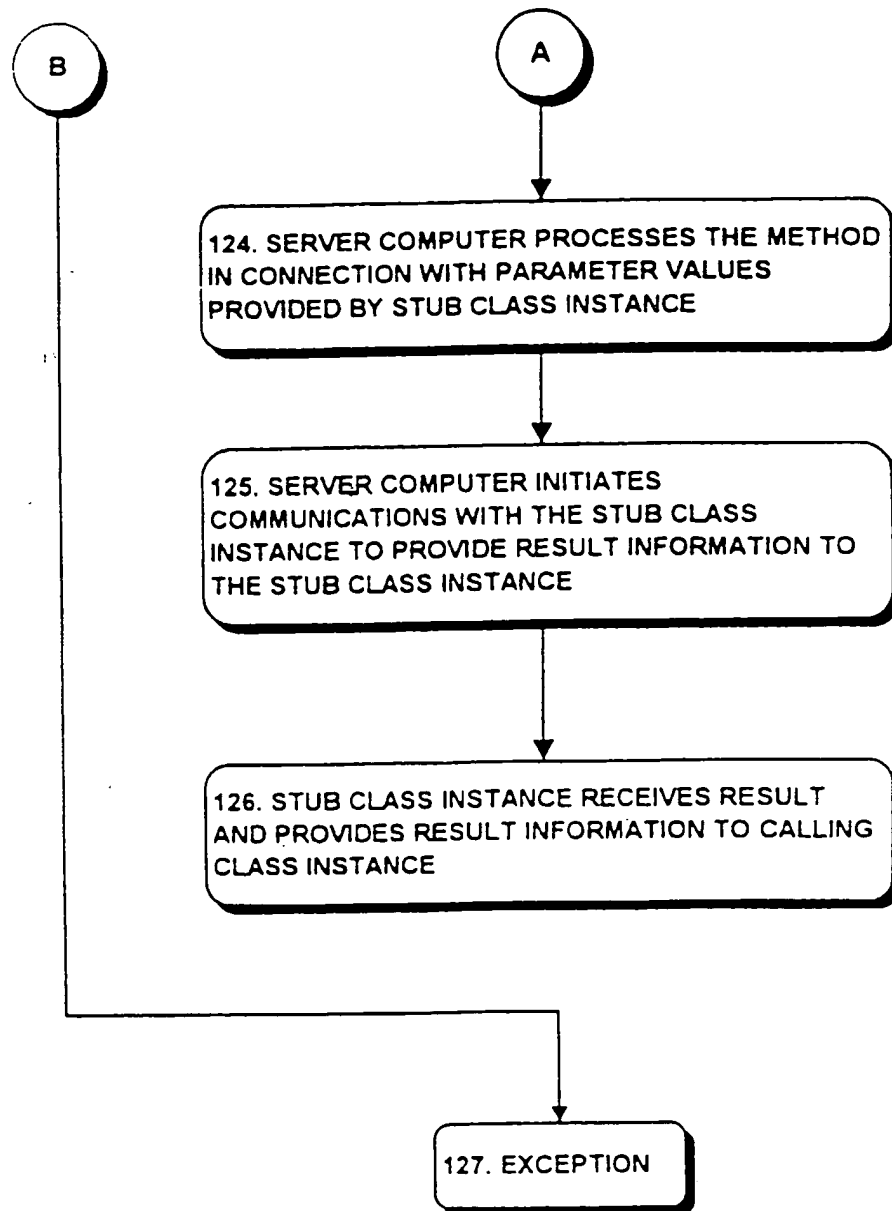 B
A
124. SERVER COMPUTER PROCESSES THE METHOD
IN CONNECTION WITH PARAMETER VALUES
PROVIDED BY STUB CLASS INSTANCE
125. SERVER COMPUTER INITIATES
COMMUNICATIONS WITH THE STUB CLASS
INSTANCE TO PROVIDE RESULT INFORMATION TO
THE STUB CLASS INSTANCE
126. STUB CLASS INSTANCE RECEIVES RESULT
AND PROVIDES RESULT INFORMATION TO CALLING
CLASS INSTANCE
127. EXCEPTION